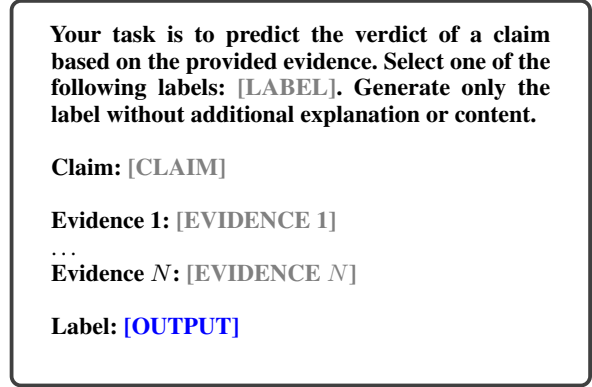 Your task is to predict the verdict of a claim
based on the provided evidence. Select one of the
following labels: [LABEL]. Generate only the
label without additional explanation or content.
Claim: [CLAIM]
Evidence 1: [EVIDENCE 1]
. . .
Evidence N: [EVIDENCE N]
Label: [OUTPUT]